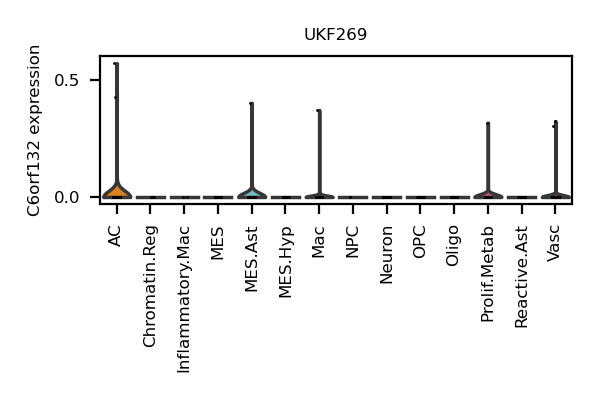 UKF269
C6orf132 expression
0.5
0.0
AC
Chromatin.Reg
Inflammatory.Mac
MES
MES.Ast
MES.Hyp
Mac
NPC
Neuron
OPC
Oligo
Prolif.Metab
Reactive.Ast
Vasc